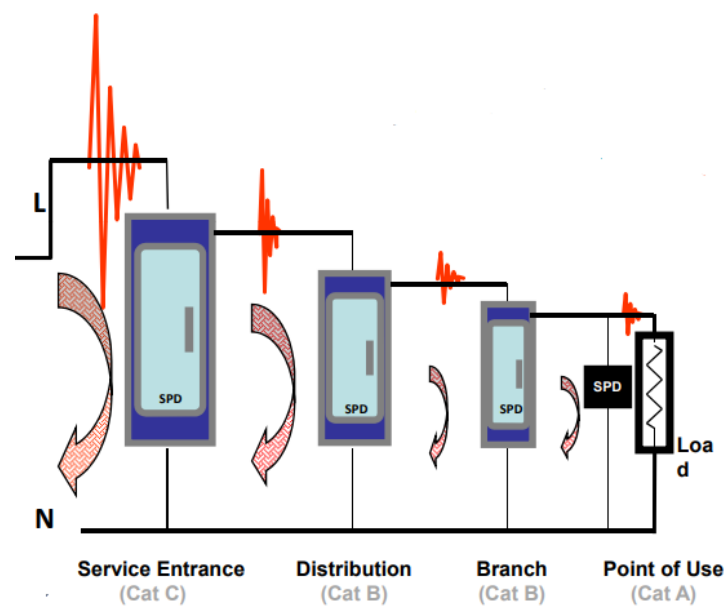 L
SPD
SPD
SPD
SPD
Loa
d
N
Service Entrance
(Cat C)
Distribution
(Cat B)
Branch
(Cat B)
Point of Use
(Cat A)